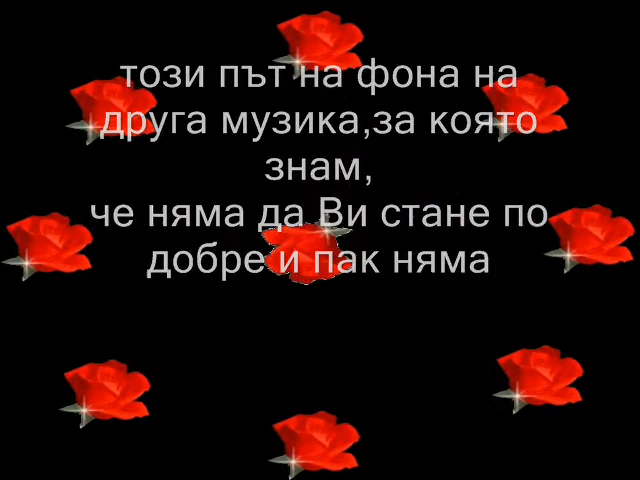 този път на фона на
друга музика,за която
знам,
че няма да Ви стане по
добре и пак няма